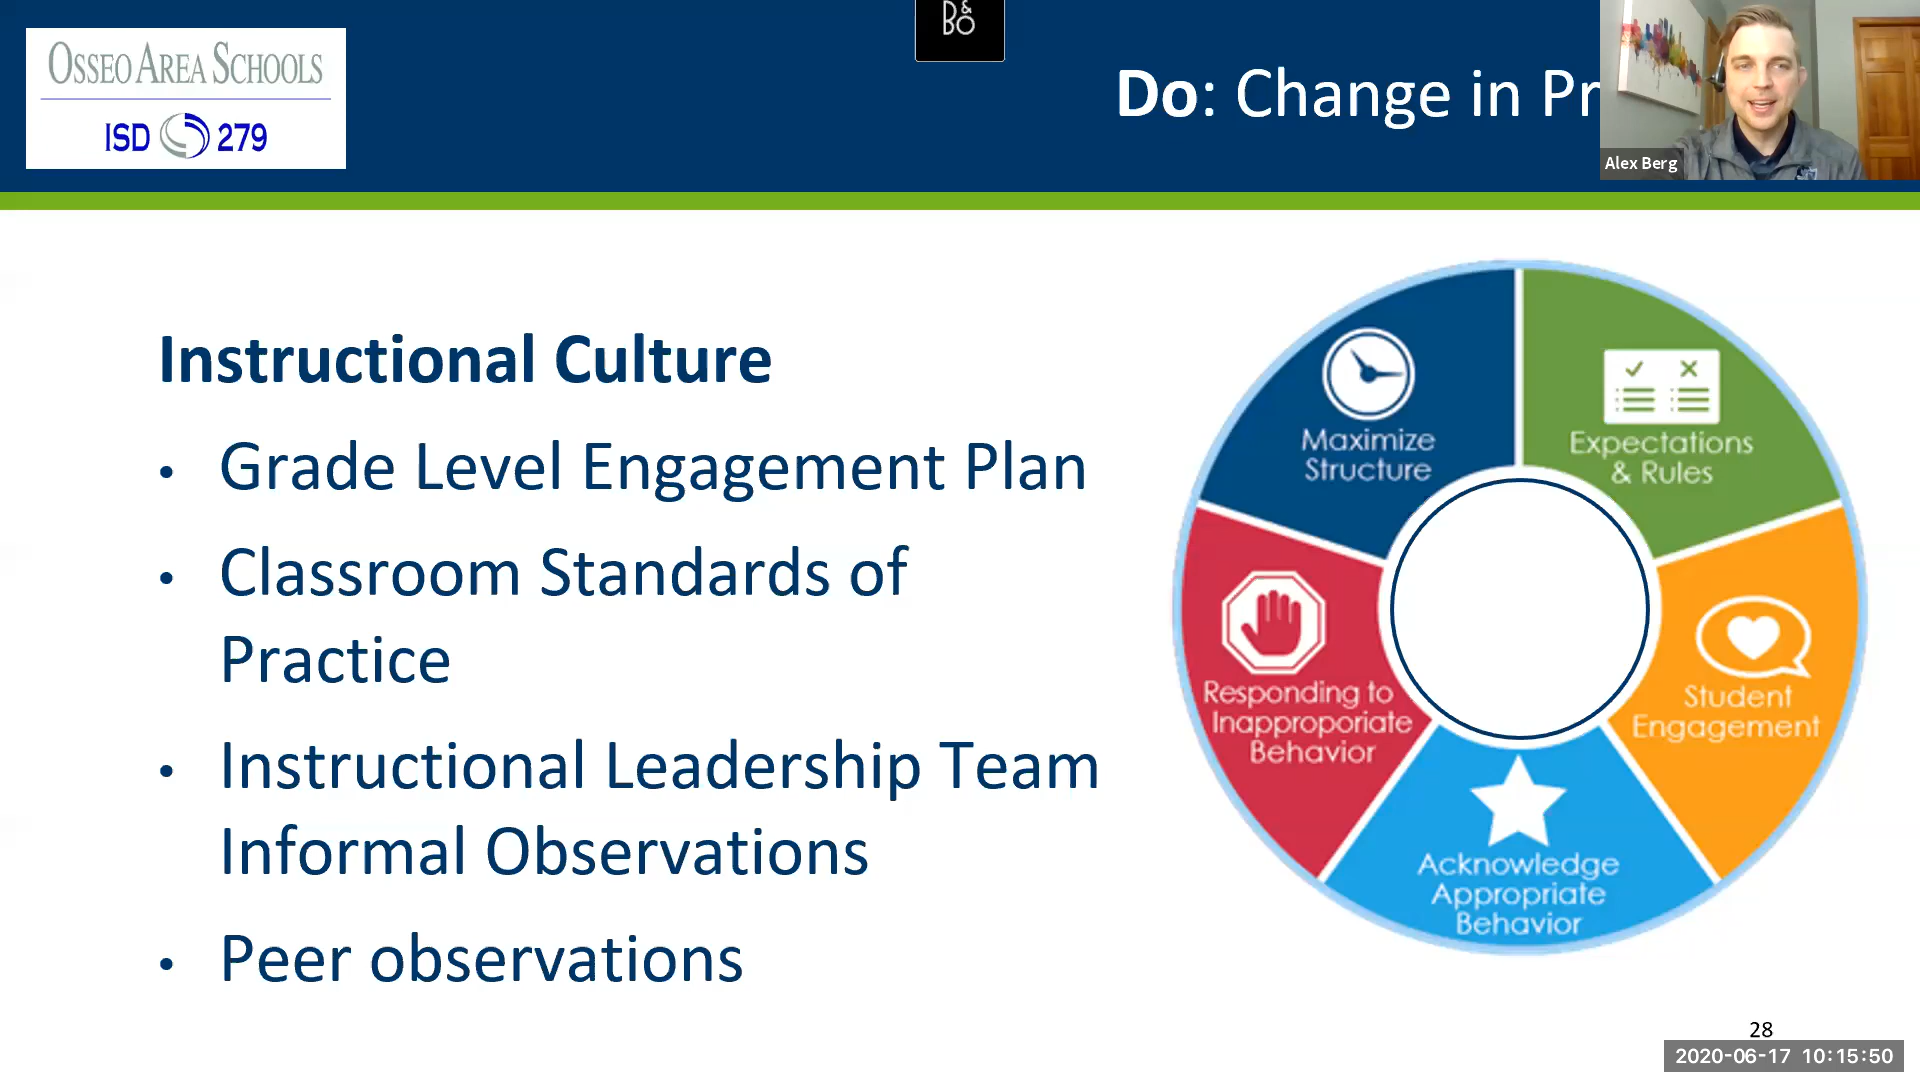 OSSEO AREA SCHOOLS
ISD 279
B&O
Do: Change in Pr
Alex Berg
Instructional Culture
• Grade Level Engagement Plan
• Classroom Standards of
Practice
• Instructional Leadership Team
Informal Observations
• Peer observations
Maximize
Structure
Expectations
& Rules
Student
Engagement
Acknowledge
Appropriate
Behavior
Responding to
Inapproporiate
Behavior
28
2020-06-17 10:15:50